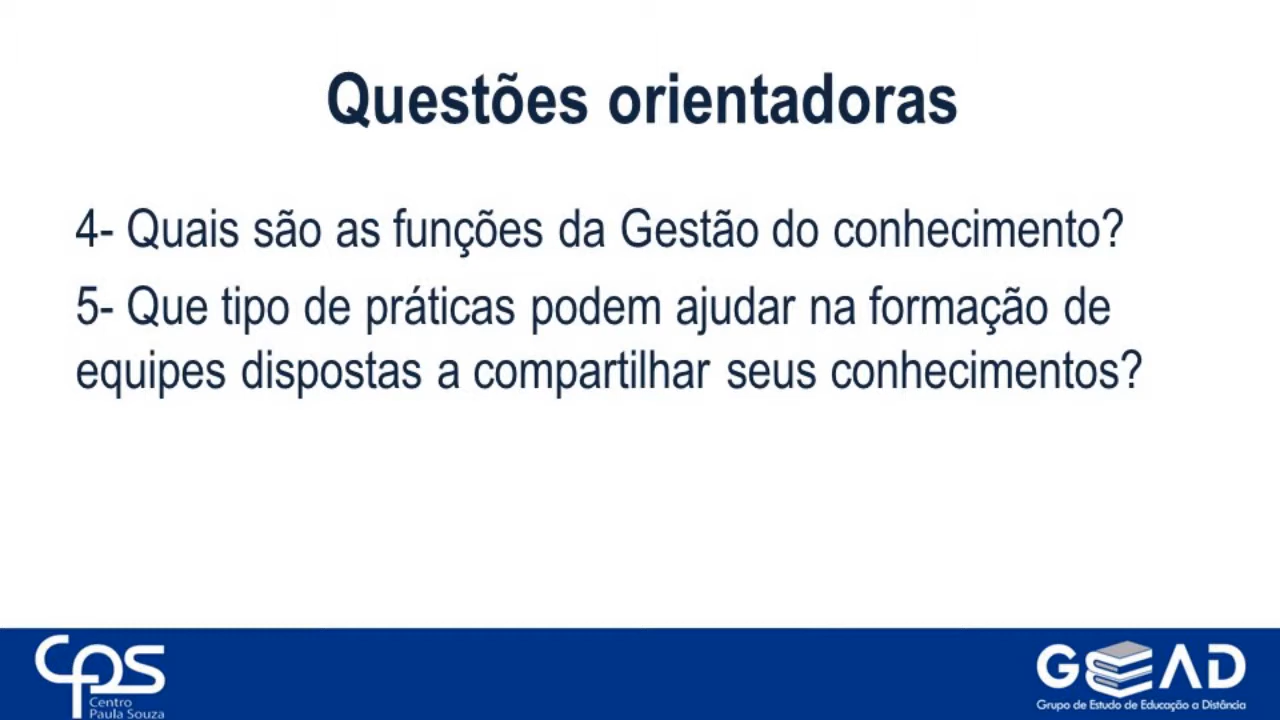 Questões orientadoras
4- Quais são as funções da Gestão do conhecimento?
5- Que tipo de práticas podem ajudar na formação de
equipes dispostas a compartilhar seus conhecimentos?
CPS
Centro
Paula Souza
GEAD
Grupo de Estudo de Educação a Distância